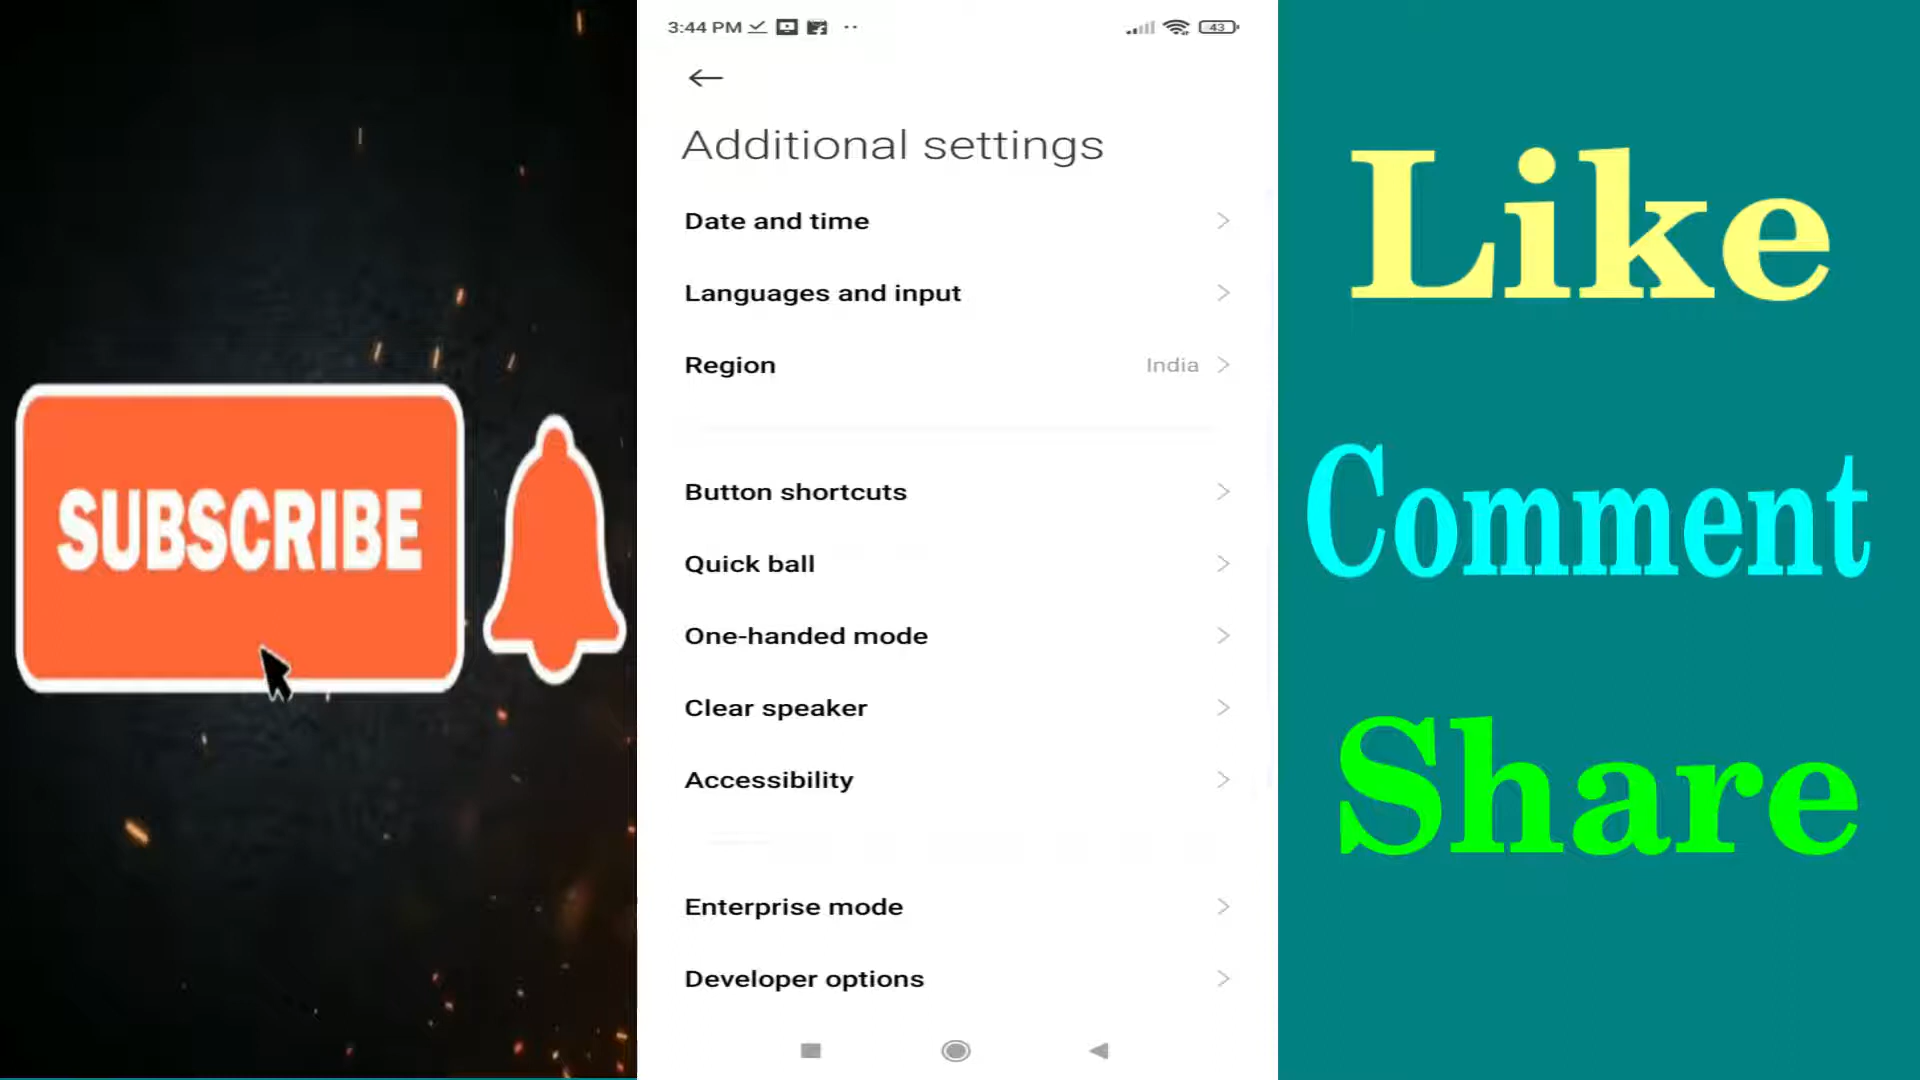 SUBSCRIBE
3:44 PM
43
Additional settings
Date and time
Languages and input
Region India
Button shortcuts
Quick ball
One-handed mode
Clear speaker
Accessibility
Enterprise mode
Developer options
Like
Comment
Share